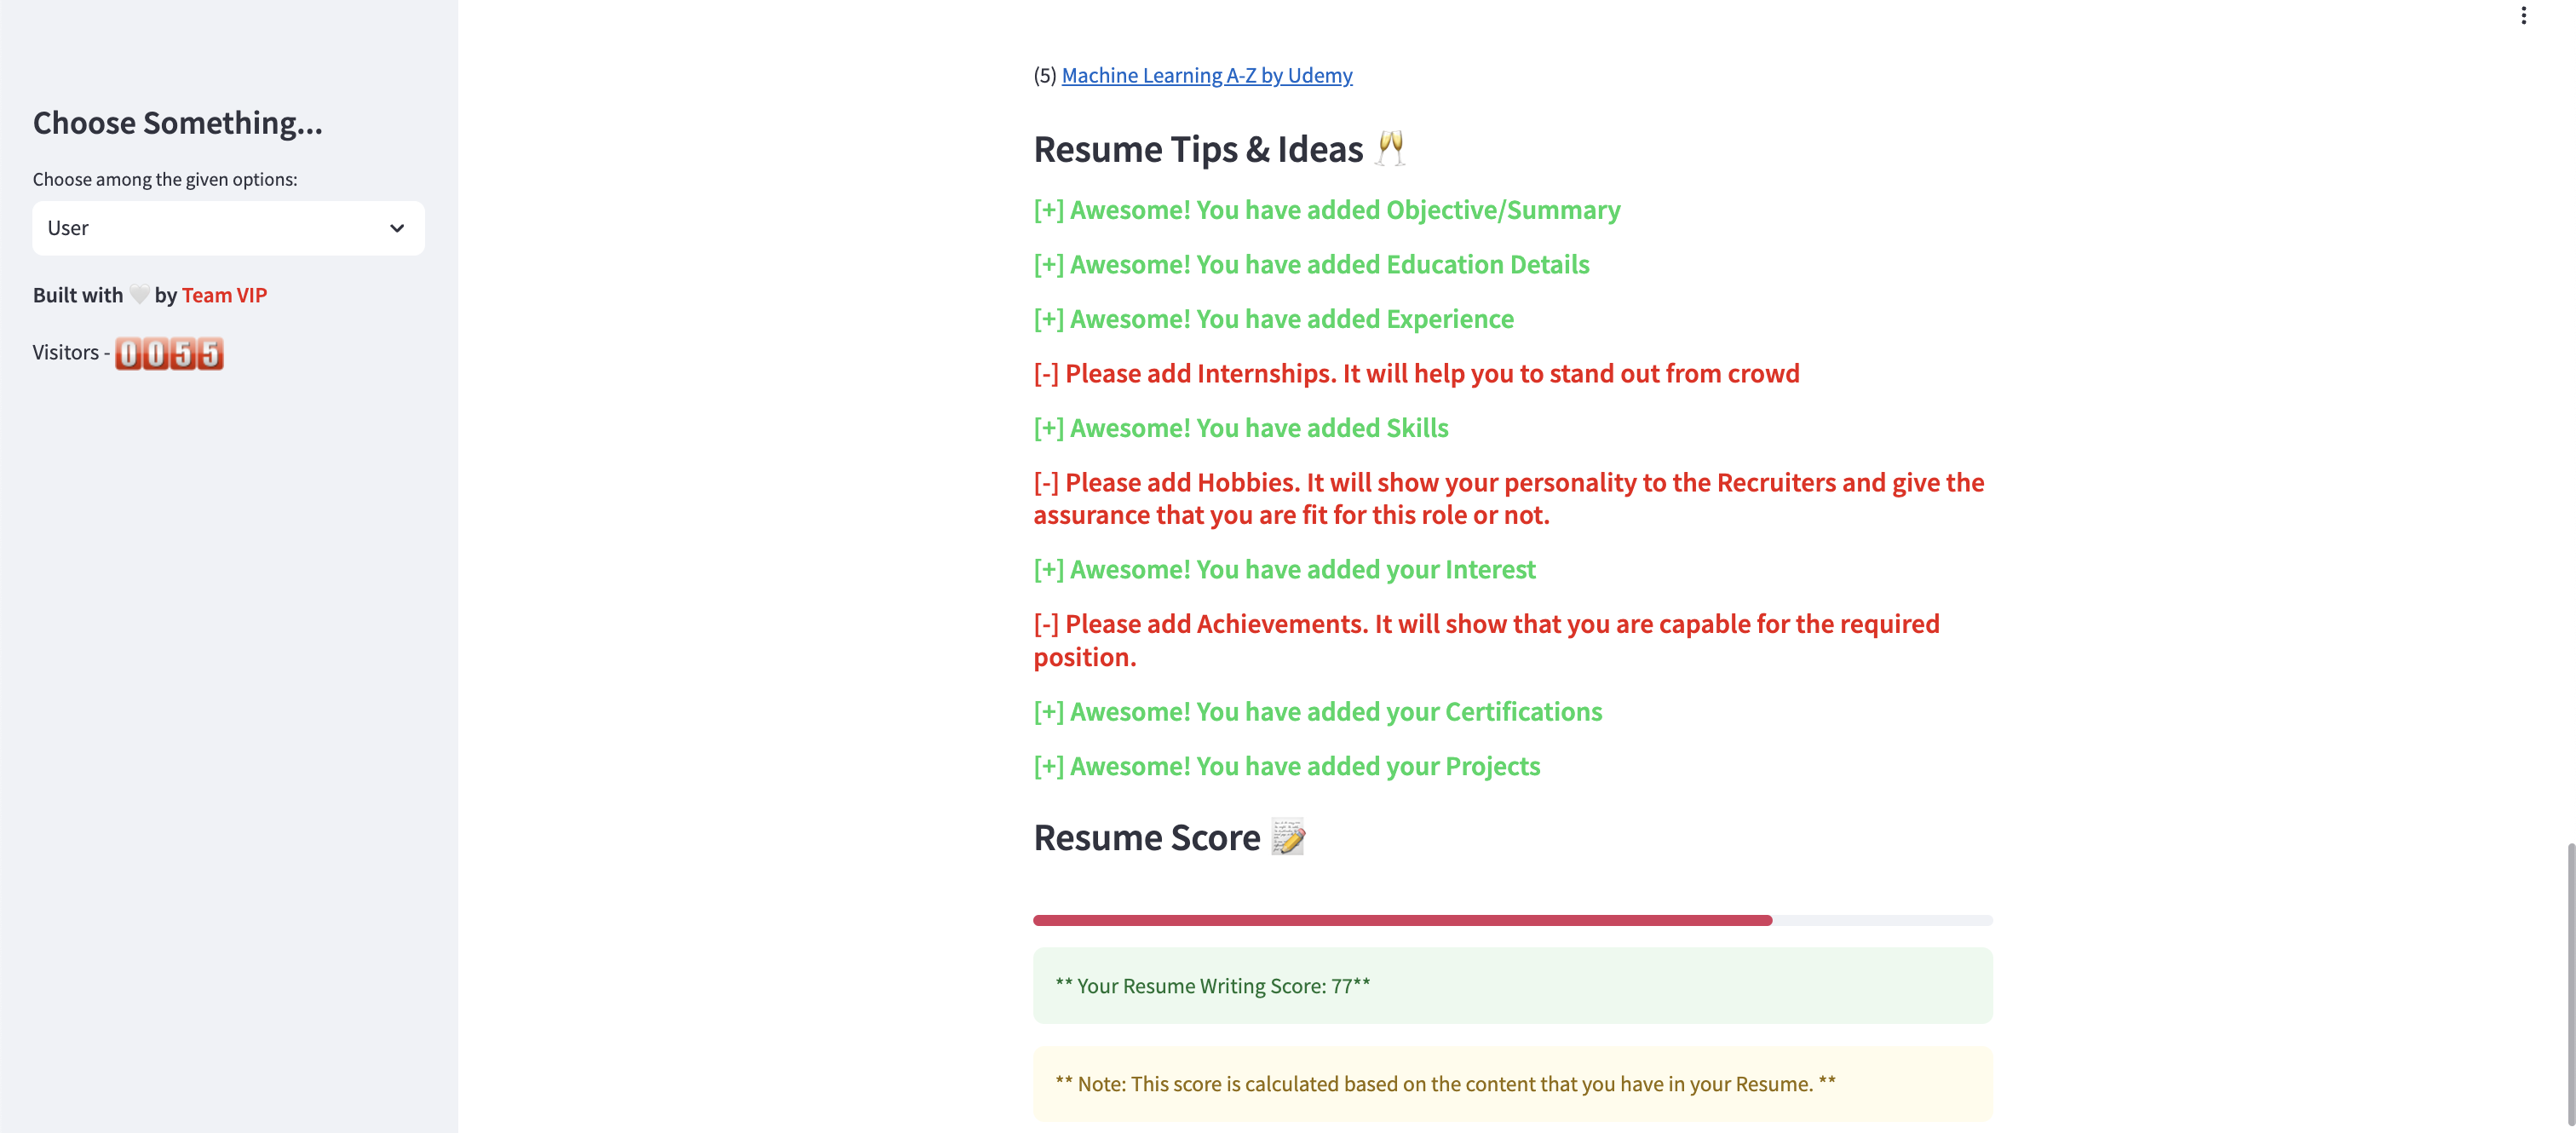 Choose Something...
Choose among the given options:
User
Built with 🤍 by Team VIP
Visitors - 0055
(5) Machine Learning A-Z by Udemy
Resume Tips & Ideas 🥂
[+] Awesome! You have added Objective/Summary
[+] Awesome! You have added Education Details
[+] Awesome! You have added Experience
[-] Please add Internships. It will help you to stand out from crowd
[+] Awesome! You have added Skills
[-] Please add Hobbies. It will show your personality to the Recruiters and give the
assurance that you are fit for this role or not.
[+] Awesome! You have added your Interest
[-] Please add Achievements. It will show that you are capable for the required
position.
[+] Awesome! You have added your Certifications
[+] Awesome! You have added your Projects
Resume Score 📝
** Your Resume Writing Score: 77**
** Note: This score is calculated based on the content that you have in your Resume. **